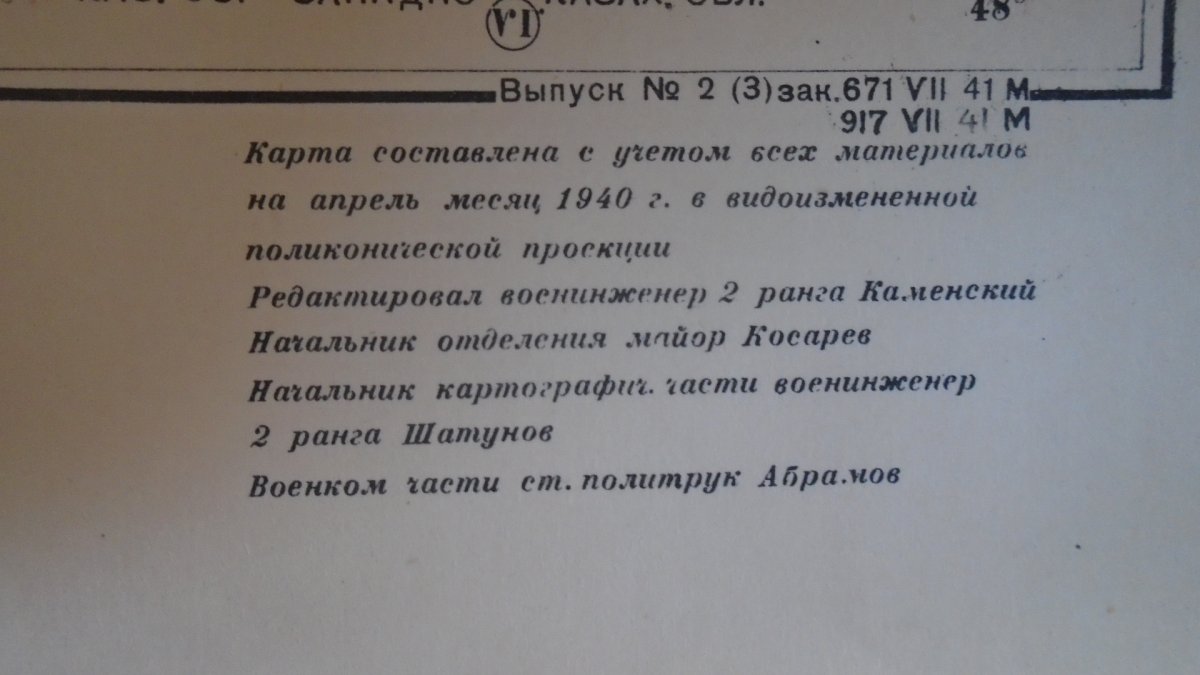 КАЗАХ. ОБЛ.
48°
VI
Выпуск № 2 (3) зак. 671 VII 41 М
917 VII 41 М
Карта составлена с учетом всех материалов
на апрель месяц 1940 г. в видоизмененной
поликонической проекции
Редактировал военинженер 2 ранга Каменский
Начальник отделения майор Косарев
Начальник картографич. части военинженер
2 ранга Шатунов
Военком части ст. политрук Абрамов